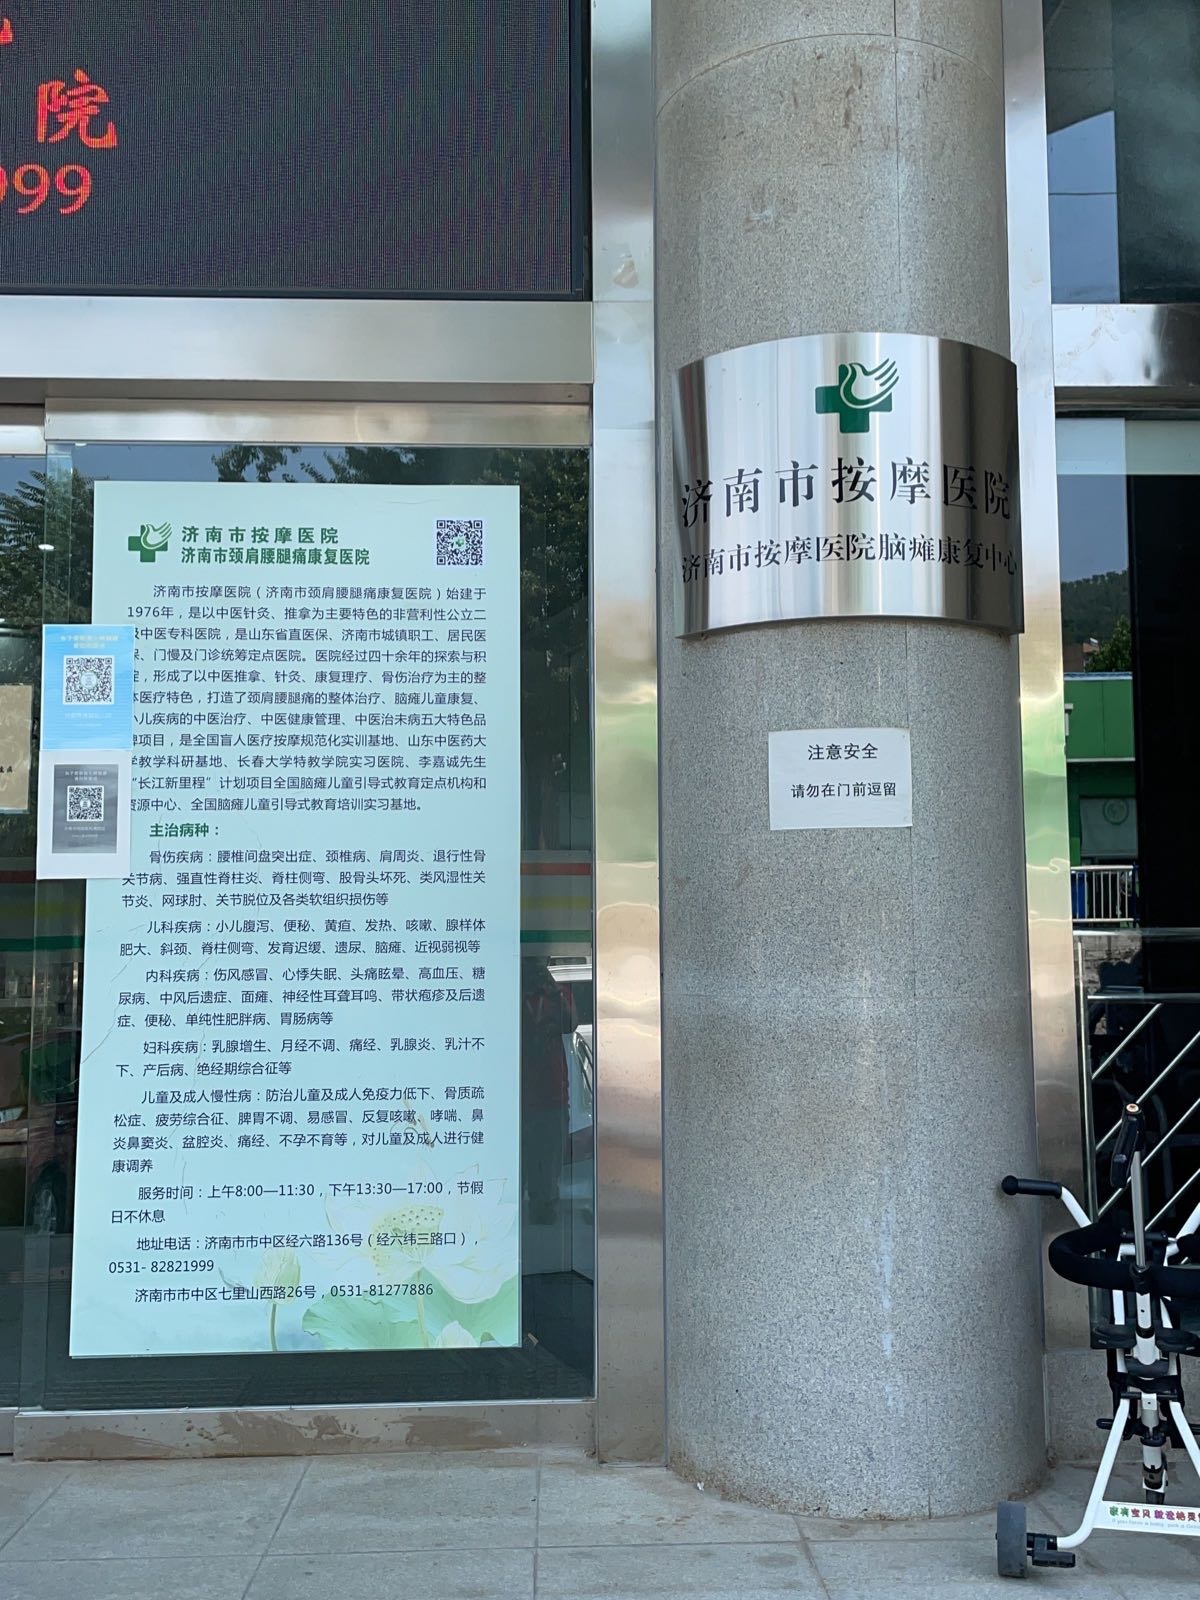 院
999
济南市按摩医院
济南市颈肩腰腿痛康复医院
济南市按摩医院（济南市颈肩腰腿痛康复医院）始建于
1976年，是以中医针灸、推拿为主要特色的非营利性公立二
中医专科医院，是山东省直医保、济南市城镇职工、居民医
、门慢及门诊统筹定点医院。医院经过四十余年的探索与积
，形成了以中医推拿、针灸、康复理疗、骨伤治疗为主的整
医疗特色，打造了颈肩腰腿痛的整体治疗、脑瘫儿童康复、
小儿疾病的中医治疗、中医健康管理、中医治未病五大特色品
项目，是全国盲人医疗按摩规范化实训基地、山东中医药大
学教学科研基地、长春大学特教学院实习医院、李嘉诚先生
“长江新里程”计划项目全国脑瘫儿童引导式教育定点机构和
资源中心、全国脑瘫儿童引导式教育培训实习基地。
主治病种：
骨伤疾病：腰椎间盘突出症、颈椎病、肩周炎、退行性骨
关节病、强直性脊柱炎、脊柱侧弯、股骨头坏死、类风湿性关
节炎、网球肘、关节脱位及各类软组织损伤等
儿科疾病：小儿腹泻、便秘、黄疸、发热、咳嗽、腺样体
肥大、斜颈、脊柱侧弯、发育迟缓、遗尿、脑瘫、近视弱视等
内科疾病：伤风感冒、心悸失眠、头痛眩晕、高血压、糖
尿病、中风后遗症、面瘫、神经性耳聋耳鸣、带状疱疹及后遗
症、便秘、单纯性肥胖病、胃肠病等
妇科疾病：乳腺增生、月经不调、痛经、乳腺炎、乳汁不
下、产后病、绝经期综合征等
儿童及成人慢性病：防治儿童及成人免疫力低下、骨质疏
松症、疲劳综合征、脾胃不调、易感冒、反复咳嗽、哮喘、鼻
炎鼻窦炎、盆腔炎、痛经、不孕不育等，对儿童及成人进行健
康调养
服务时间：上午8:00—11:30，下午13:30—17:00，节假
日不休息
地址电话：济南市市中区经六路136号（经六纬三路口），
0531- 82821999
济南市市中区七里山西路26号，0531-81277886
济南市按摩医院
济南市按摩医院脑瘫康复中心
注意安全
请勿在门前逗留